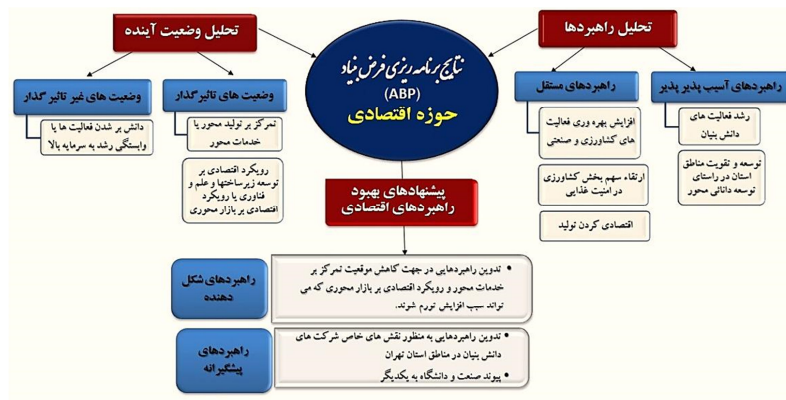 تحلیل راهبردها
تحلیل وضعیت آینده
نتایج برنامه ریزی فرض بنیاد
(ABP)
حوزه اقتصادی
راهبردهای آسیب پذیر پذیر
رشد فعالیت های
دانش بنیان
توسعه و تقویت مناطق
استان در راستای
توسعه دانائی محور
راهبردهای مستقل
افزایش بهره وری فعالیت
های کشاورزی و صنعتی
ارتقاء سهم بخش کشاورزی
در امنیت غذایی
اقتصادی کردن تولید
وضعیت های تاثیر گذار
تمرکز بر تولید محور یا
خدمات محور
رویکرد اقتصادی بر
توسعه زیرساختها و علم و
فناوری یا رویکرد
اقتصادی بر بازار محوری
وضعیت های غیر تاثیر گذار
دانش بر شدن فعالیت ها یا
وابستگی رشد به سرمایه بالا
پیشنهادهای بهبود
راهبردهای اقتصادی
راهبردهای شکل
دهنده
• تدوین راهبردهایی در جهت کاهش موقعیت تمرکز بر
خدمات محور و رویکرد اقتصادی بر بازار محوری که می
تواند سبب افزایش تورم شوند.
راهبردهای
پیشگیرانه
• تدوین راهبردهایی به منظور نقش های خاص شرکت های
دانش بنیان در مناطق استان تهران
• پیوند صنعت و دانشگاه به یکدیگر